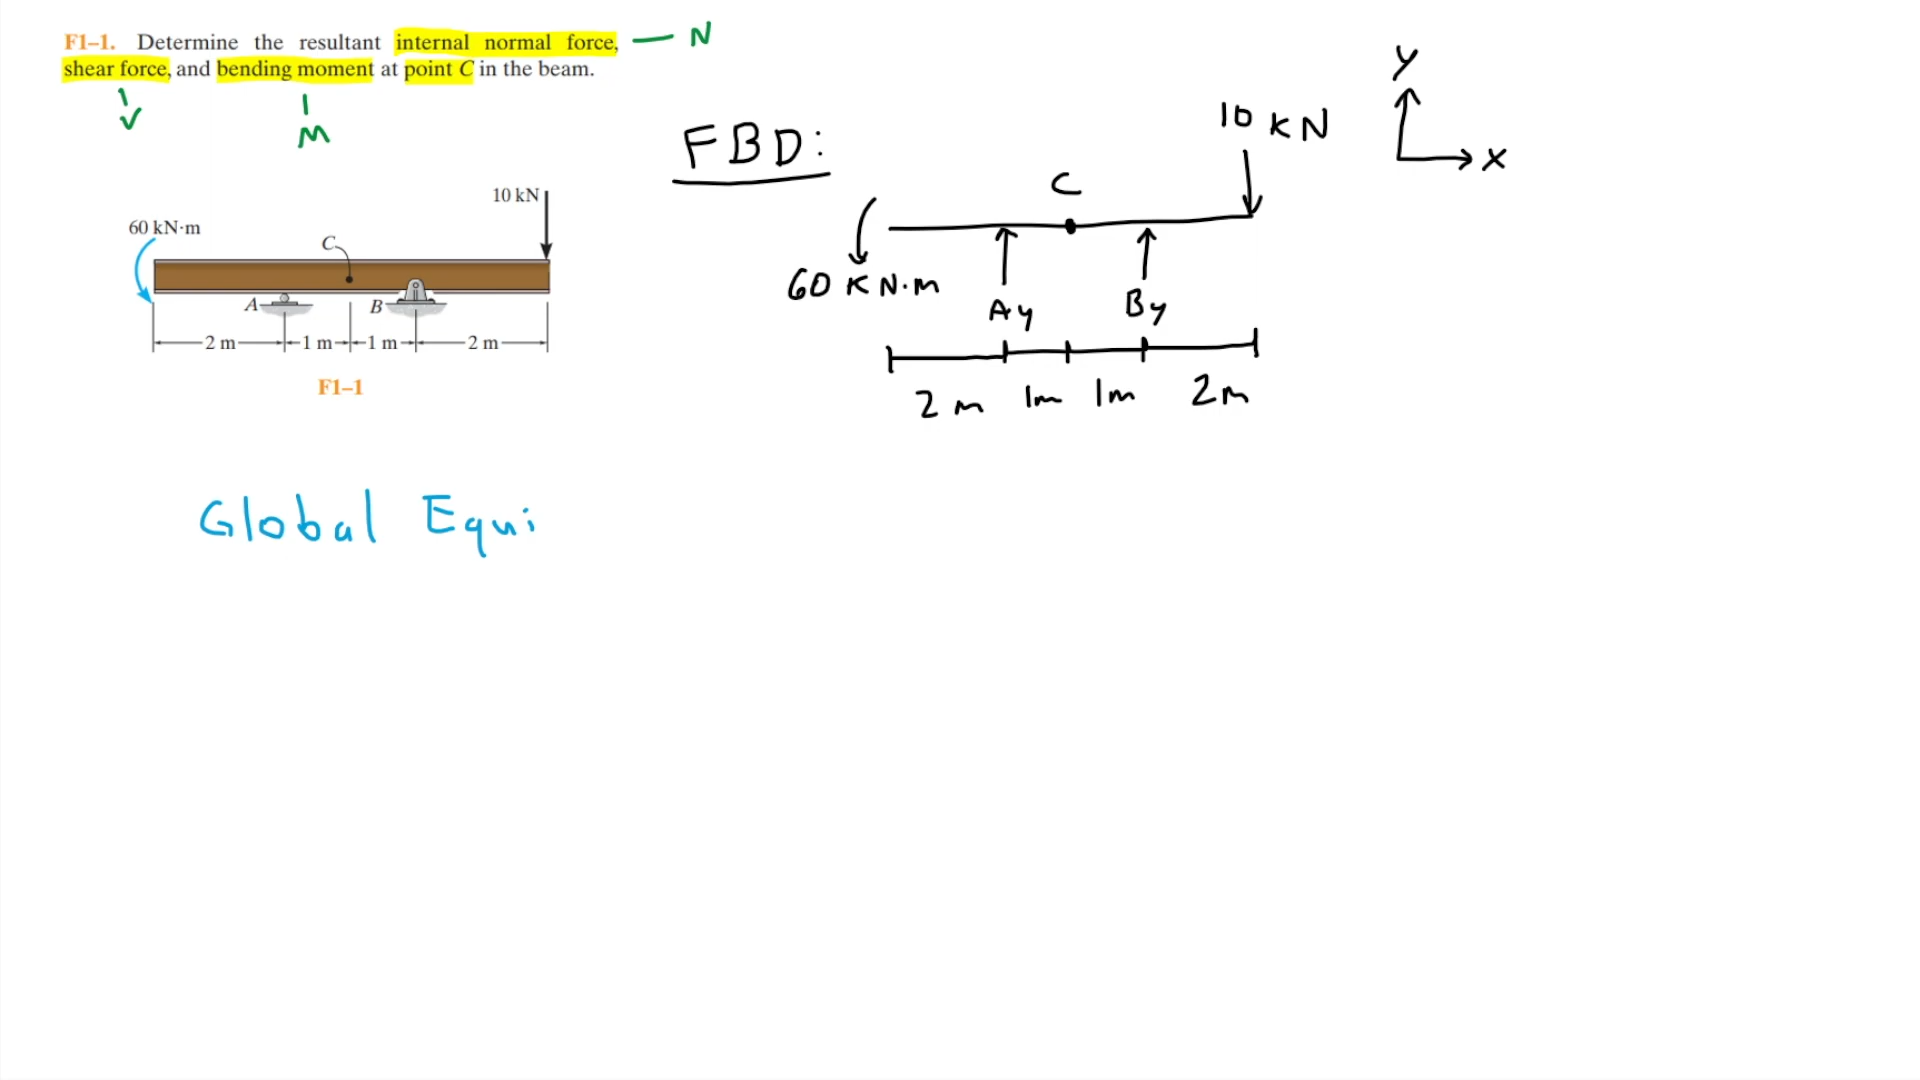 F1–1. Determine the resultant internal normal force,
shear force, and bending moment at point C in the beam.
N
V
M
10 kN
60 kN·m
C
A
B
2 m
1 m
1 m
2 m
F1–1
FBD:
y
x
10 kN
C
60 KN·m
Ay
By
2 m
1m
1m
2m
Global Equi